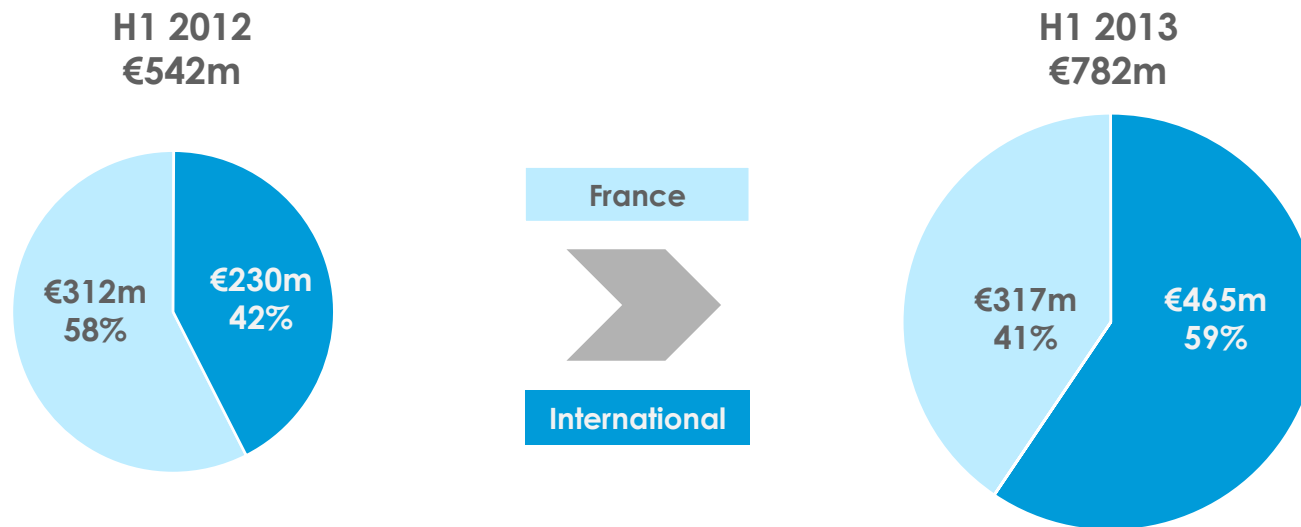 H1 2012
€542m
€312m
58%
€230m
42%
France
International
H1 2013
€782m
€317m
41%
€465m
59%